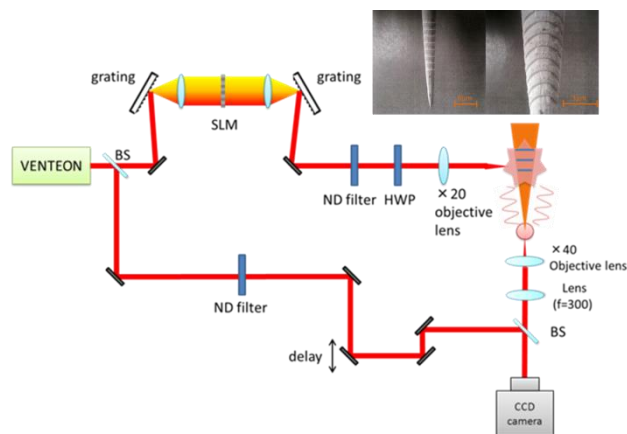 grating
grating
SLM
VENTEON
BS
ND filter
HWP
×20
objective
lens
×40
Objective lens
Lens
(f=300)
ND filter
BS
delay
CCD
camera